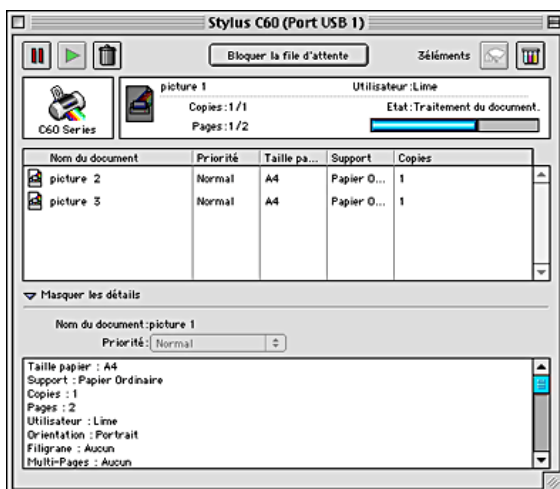 Stylus C60 (Port USB 1)
Bloquer la file d'attente
3éléments
C60 Series
picture 1
Utilisateur:Lime
Copies:1/1
Etat:Traitement du document.
Pages:1/2
Nom du document Priorité Taille pa... Support Copies
picture 2 Normal A4 Papier O... 1
picture 3 Normal A4 Papier O... 1
Masquer les détails
Nom du document:picture 1
Priorité: Normal
Taille papier : A4
Support : Papier Ordinaire
Copies : 1
Pages : 2
Utilisateur : Lime
Orientation : Portrait
Filigrane : Aucun
Multi-Pages : Aucun